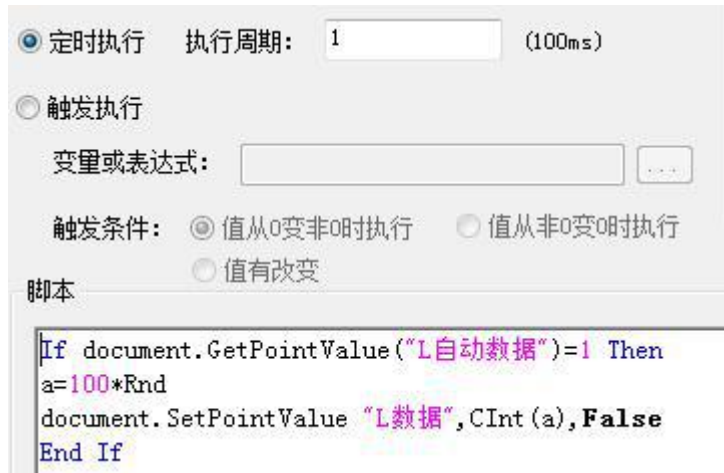 定时执行 执行周期: 1 (100ms)
触发执行
变量或表达式: ...
触发条件: 值从0变非0时执行 值从非0变0时执行
值有改变
脚本
If document.GetPointValue("L自动数据")=1 Then
a=100*Rnd
document.SetPointValue "L数据",CInt(a),False
End If